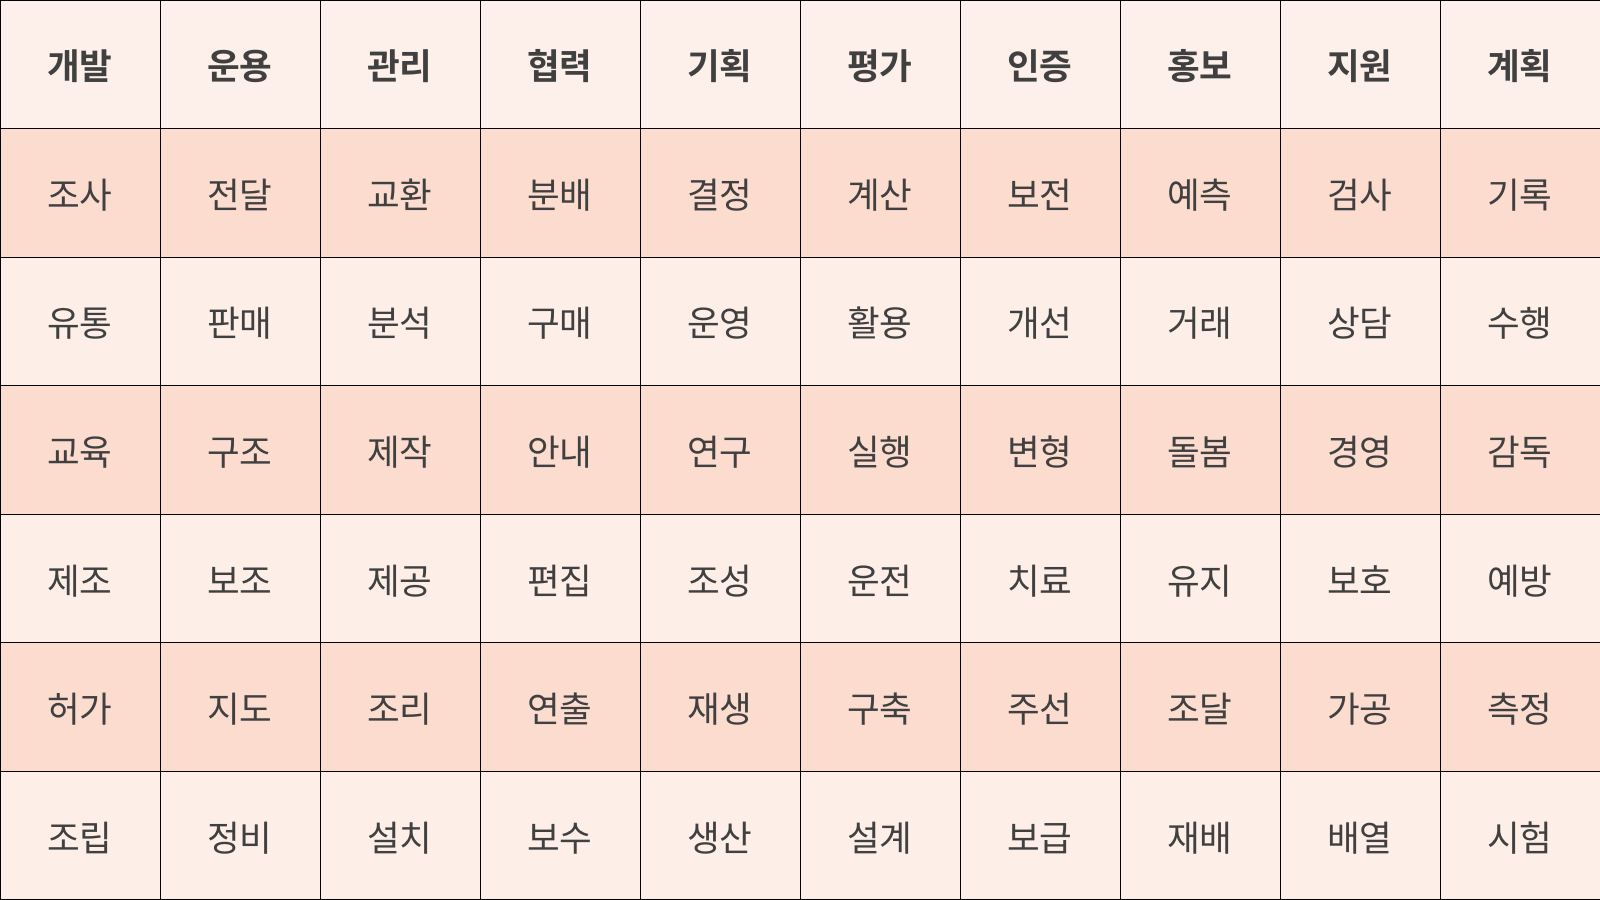 개발 운용 관리 협력 기획 평가 인증 홍보 지원 계획
조사 전달 교환 분배 결정 계산 보전 예측 검사 기록
유통 판매 분석 구매 운영 활용 개선 거래 상담 수행
교육 구조 제작 안내 연구 실행 변형 돌봄 경영 감독
제조 보조 제공 편집 조성 운전 치료 유지 보호 예방
허가 지도 조리 연출 재생 구축 주선 조달 가공 측정
조립 정비 설치 보수 생산 설계 보급 재배 배열 시험